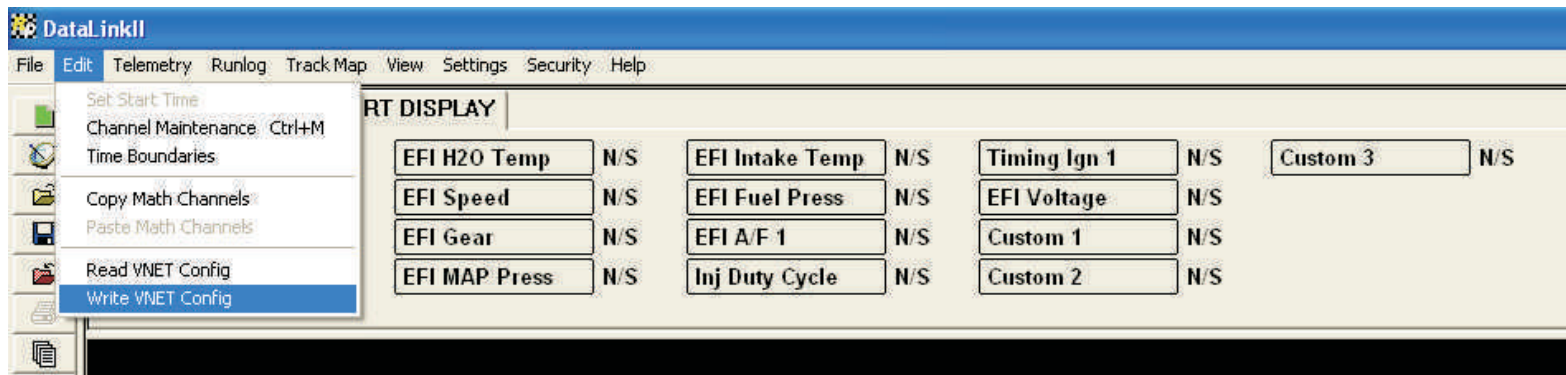 DataLinkII
File Edit Telemetry Runlog Track Map View Settings Security Help
Set Start Time
Channel Maintenance Ctrl+M
Time Boundaries
Copy Math Channels
Paste Math Channels
Read VNET Config
Write VNET Config
RT DISPLAY
EFI H2O Temp N/S EFI Intake Temp N/S Timing Ign 1 N/S Custom 3 N/S
EFI Speed N/S EFI Fuel Press N/S EFI Voltage N/S
EFI Gear N/S EFI A/F 1 N/S Custom 1 N/S
EFI MAP Press N/S Inj Duty Cycle N/S Custom 2 N/S